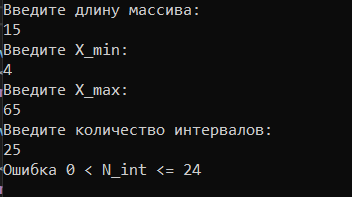 Введите длину массива:
15
Введите X_min:
4
Введите X_max:
65
Введите количество интервалов:
25
Ошибка 0 < N_int <= 24